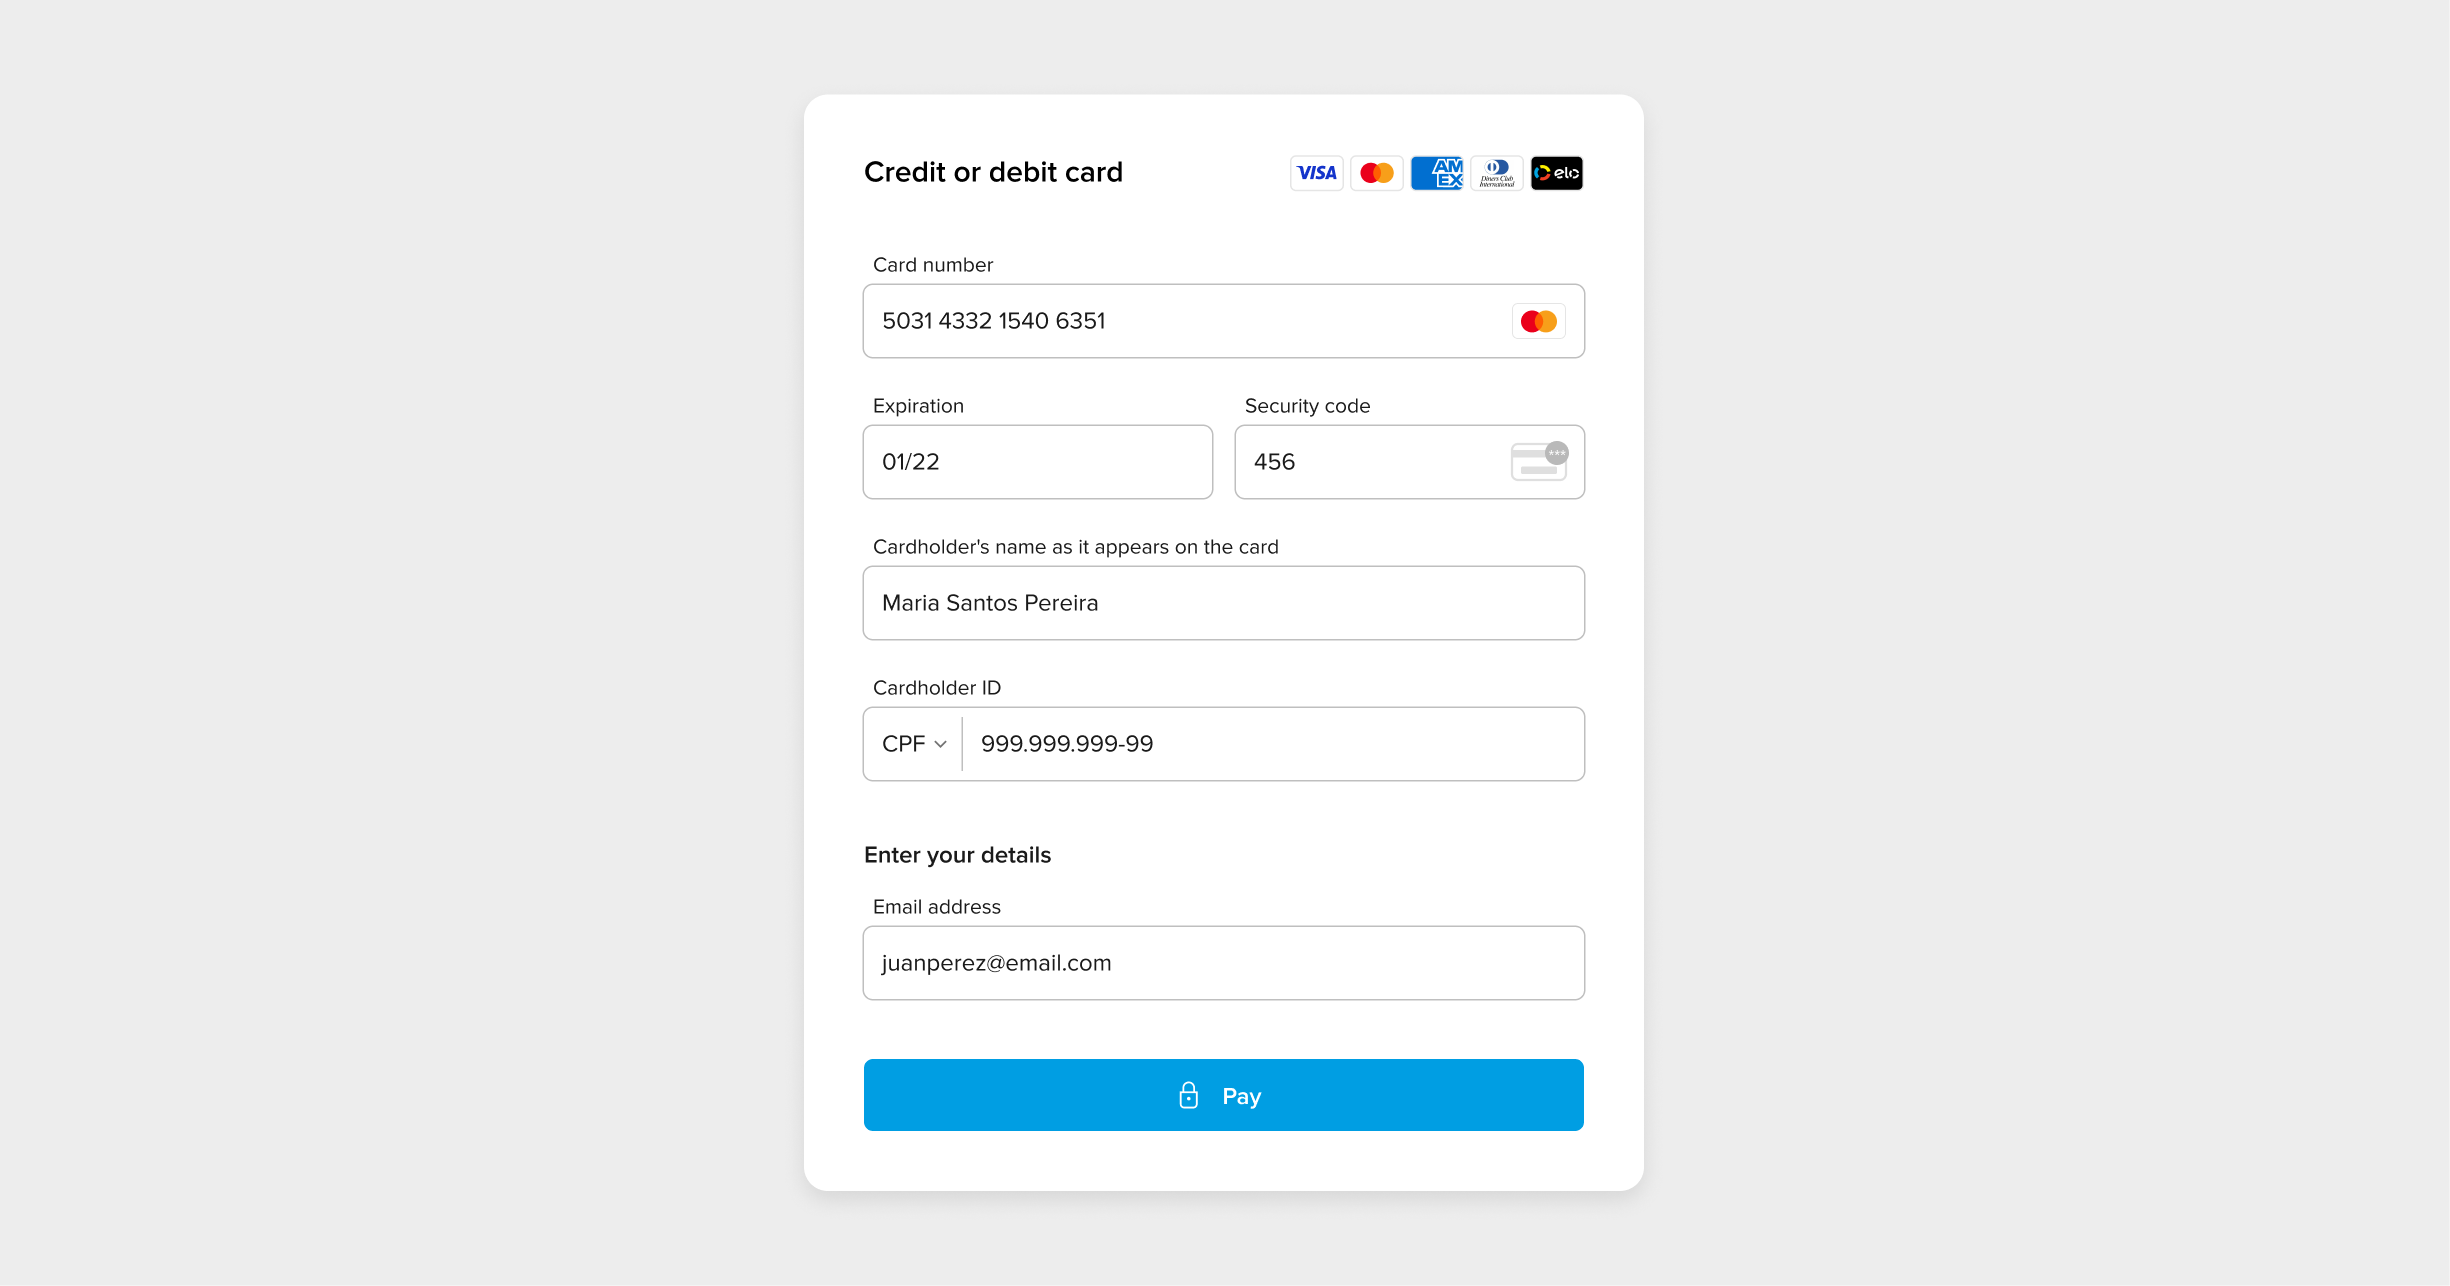 Credit or debit card
VISA
AM
EX
Diners Club
International
elo
Card number
5031 4332 1540 6351
Expiration
Security code
01/22
456
***
Cardholder's name as it appears on the card
Maria Santos Pereira
Cardholder ID
CPF
999.999.999-99
Enter your details
Email address
juanperez@email.com
Pay